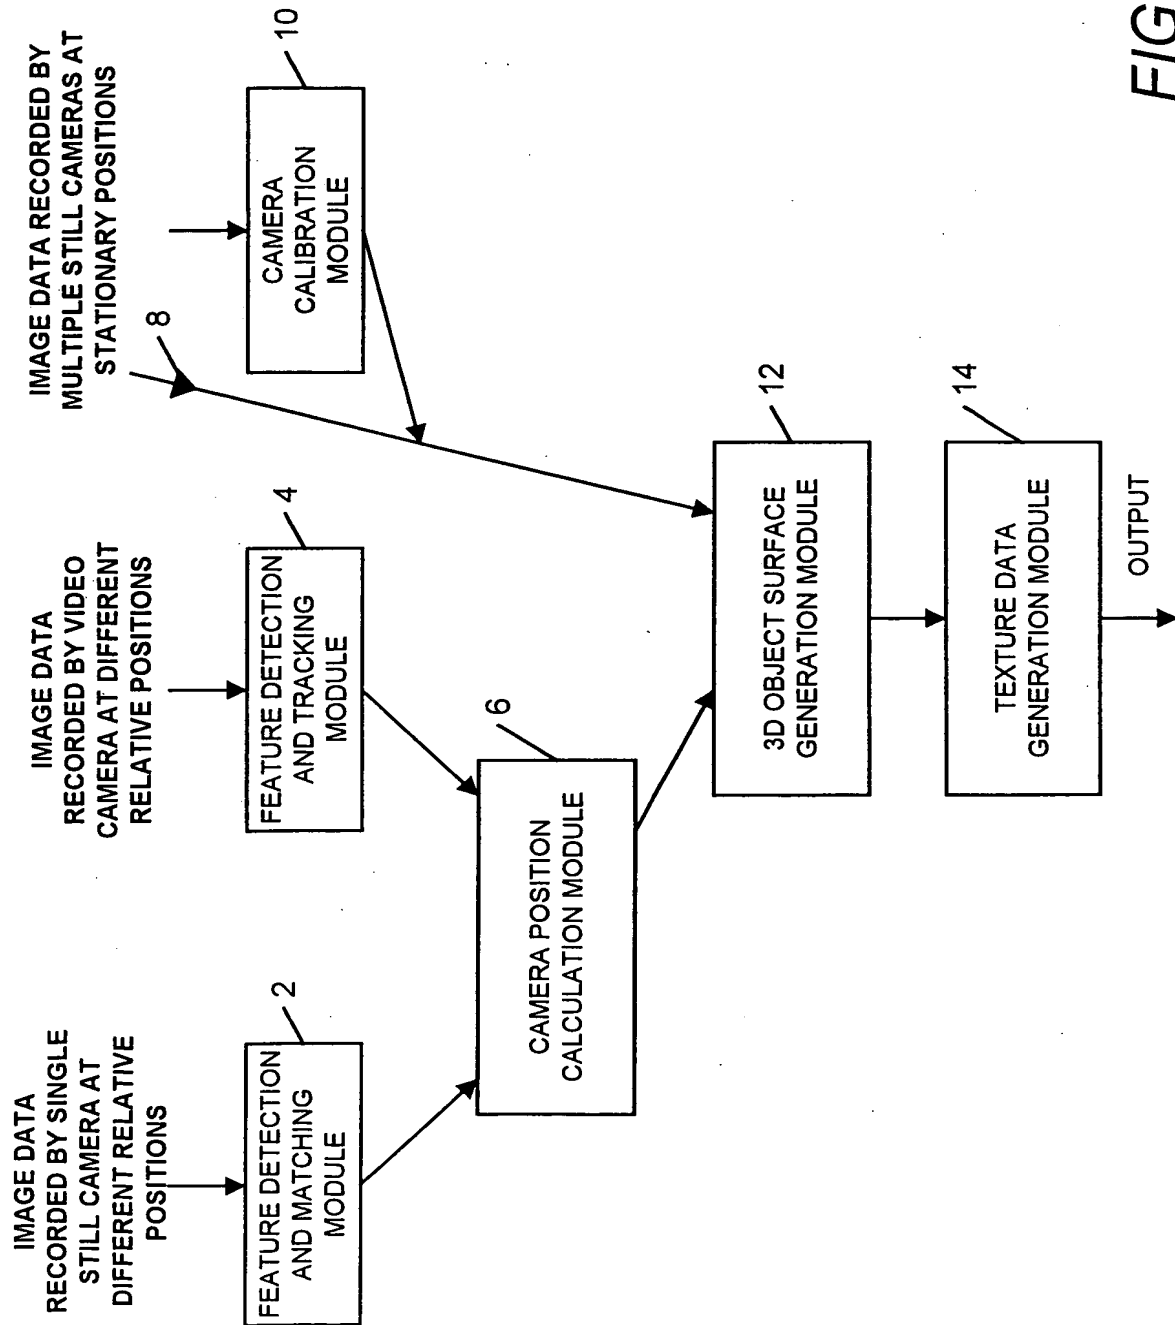 IMAGE DATA
RECORDED BY SINGLE
STILL CAMERA AT
DIFFERENT RELATIVE
POSITIONS
2
FEATURE DETECTION
AND MATCHING
MODULE
IMAGE DATA
RECORDED BY VIDEO
CAMERA AT DIFFERENT
RELATIVE POSITIONS
4
FEATURE DETECTION
AND TRACKING
MODULE
IMAGE DATA RECORDED BY
MULTIPLE STILL CAMERAS AT
STATIONARY POSITIONS
8
10
CAMERA
CALIBRATION
MODULE
6
CAMERA POSITION
CALCULATION MODULE
12
3D OBJECT SURFACE
GENERATION MODULE
14
TEXTURE DATA
GENERATION MODULE
OUTPUT
FIG